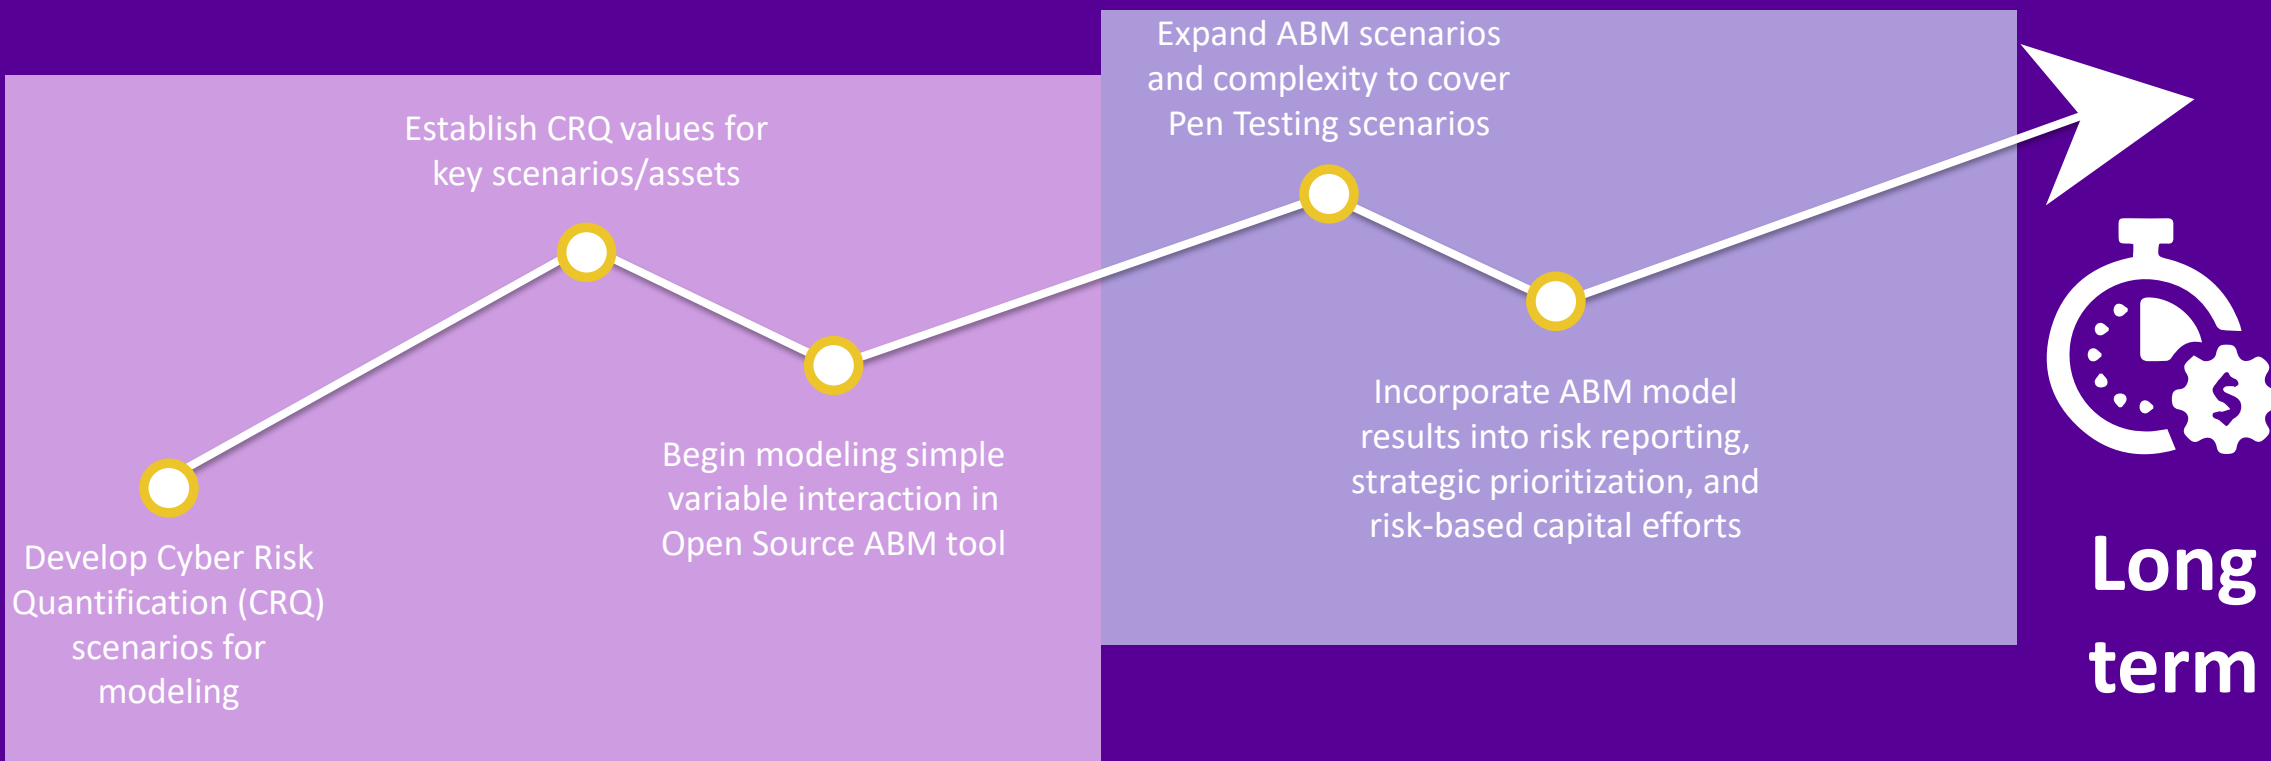 Develop Cyber Risk
Quantification (CRQ)
scenarios for
modeling
Establish CRQ values for
key scenarios/assets
Begin modeling simple
variable interaction in
Open Source ABM tool
Expand ABM scenarios
and complexity to cover
Pen Testing scenarios
Incorporate ABM model
results into risk reporting,
strategic prioritization, and
risk-based capital efforts
$
Long
term